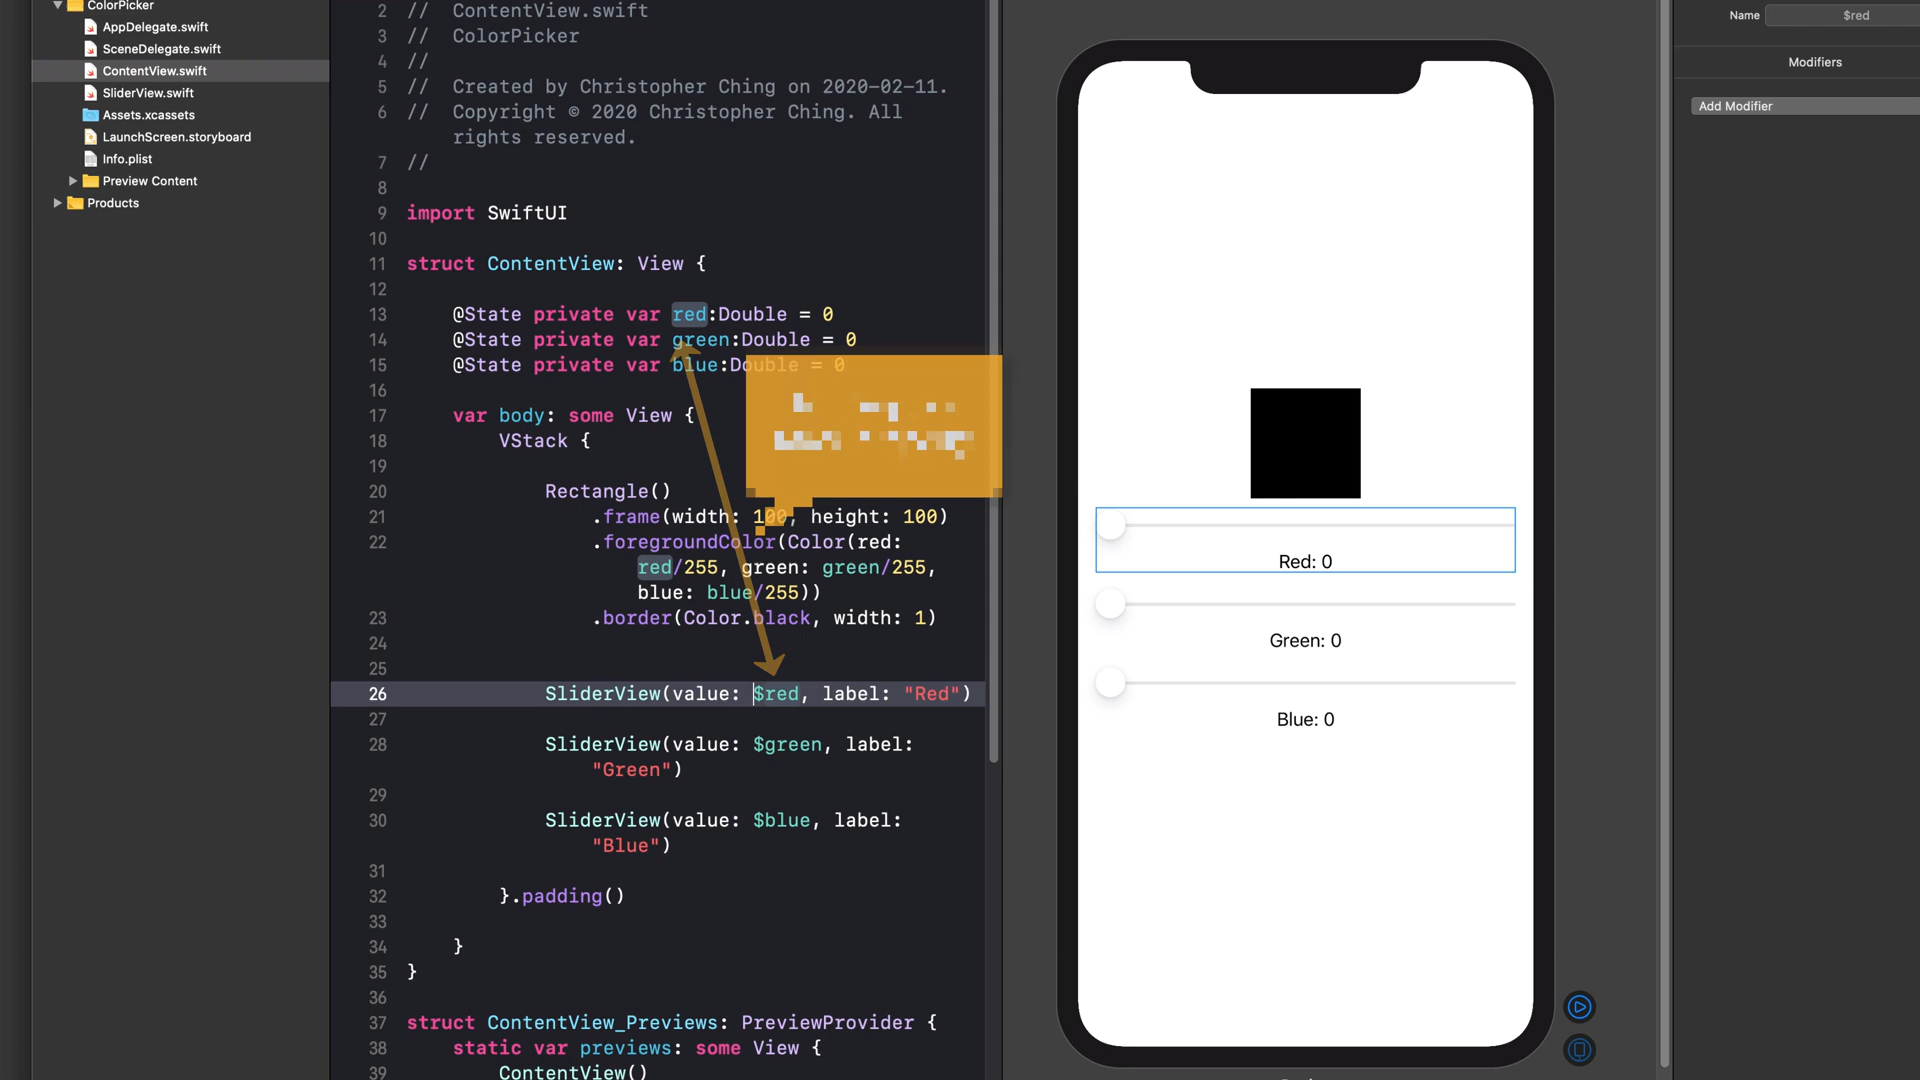 ColorPicker
AppDelegate.swift
SceneDelegate.swift
ContentView.swift
SliderView.swift
Assets.xcassets
LaunchScreen.storyboard
Info.plist
Preview Content
Products
2 // ContentView.swift
3 // ColorPicker
4 //
5 // Created by Christopher Ching on 2020-02-11.
6 // Copyright © 2020 Christopher Ching. All
rights reserved.
7 //
8
9 import SwiftUI
10
11 struct ContentView: View {
12
13 @State private var red:Double = 0
14 @State private var green:Double = 0
15 @State private var blue:Double = 0
16
17 var body: some View {
18 VStack {
19
20 Rectangle()
21 .frame(width: 100, height: 100)
22 .foregroundColor(Color(red:
red/255, green: green/255,
blue: blue/255))
23 .border(Color.black, width: 1)
24
25
26 SliderView(value: $red, label: "Red")
27
28 SliderView(value: $green, label:
"Green")
29
30 SliderView(value: $blue, label:
"Blue")
31
32 }.padding()
33
34 }
35 }
36
37 struct ContentView_Previews: PreviewProvider {
38 static var previews: some View {
39 ContentView()
Red: 0
Green: 0
Blue: 0
Name $red
Modifiers
Add Modifier